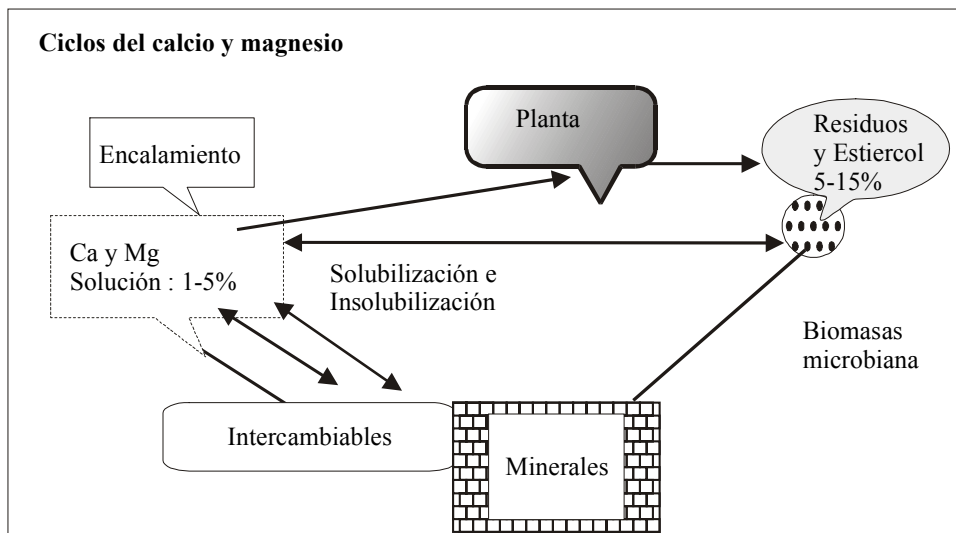 Ciclos del calcio y magnesio
Planta
Residuos
y Estiercol
5-15%
Encalamiento
Ca y Mg
Solución : 1-5%
Solubilización e
Insolubilización
Biomasas
microbiana
Intercambiables
Minerales